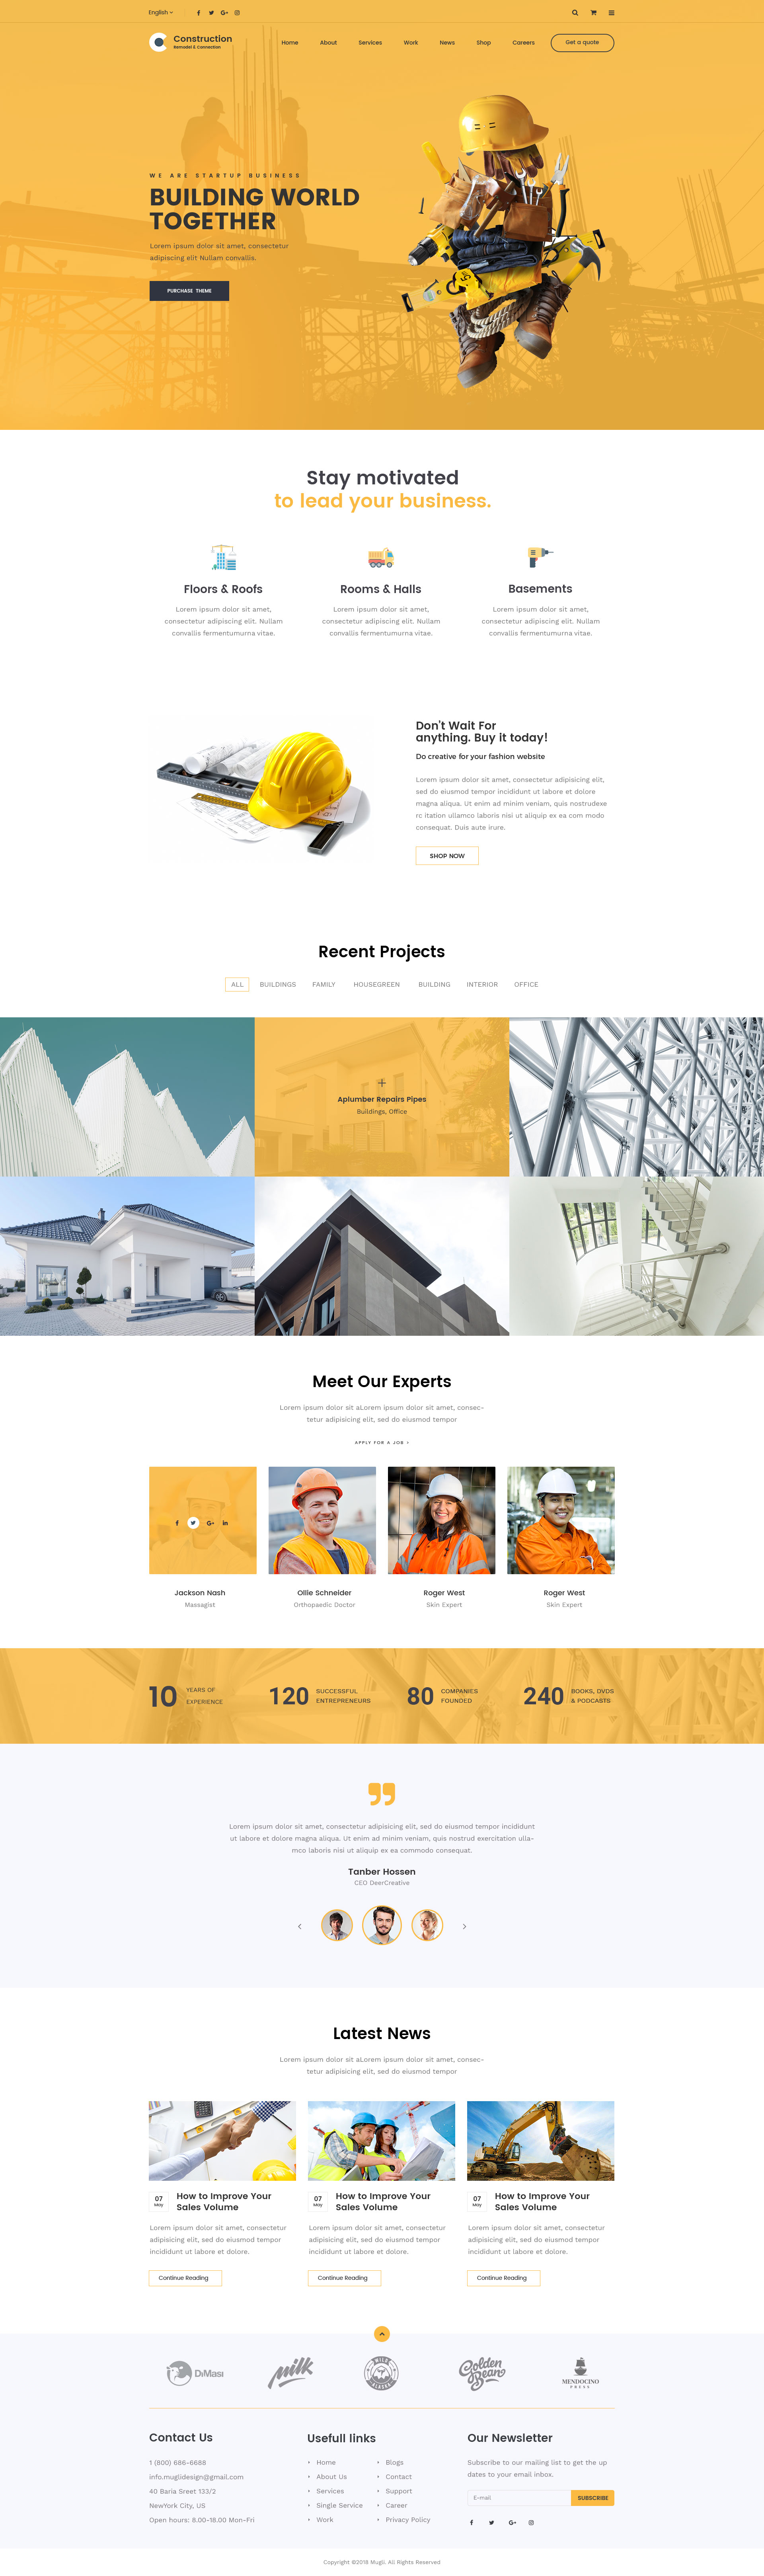 English
Construction
Remodel & Connection
Home
About
Services
Work
News
Shop
Careers
Get a quote
WE ARE STARTUP BUSINESS
BUILDING WORLD
TOGETHER
Lorem ipsum dolor sit amet, consectetur
adipiscing elit Nullam convallis.
PURCHASE THEME
Stay motivated
to lead your business.
Floors & Roofs
Lorem ipsum dolor sit amet,
consectetur adipiscing elit. Nullam
convallis fermentumurna vitae.
Rooms & Halls
Lorem ipsum dolor sit amet,
consectetur adipiscing elit. Nullam
convallis fermentumurna vitae.
Basements
Lorem ipsum dolor sit amet,
consectetur adipiscing elit. Nullam
convallis fermentumurna vitae.
Don't Wait For
anything. Buy it today!
Do creative for your fashion website
Lorem ipsum dolor sit amet, consectetur adipisicing elit,
sed do eiusmod tempor incididunt ut labore et dolore
magna aliqua. Ut enim ad minim veniam, quis nostrudexe
rc itation ullamco laboris nisi ut aliquip ex ea com modo
consequat. Duis aute irure.
SHOP NOW
Recent Projects
ALL
BUILDINGS
FAMILY
HOUSEGREEN
BUILDING
INTERIOR
OFFICE
Aplumber Repairs Pipes
Buildings, Office
Meet Our Experts
Lorem ipsum dolor sit aLorem ipsum dolor sit amet, consec-
tetur adipisicing elit, sed do eiusmod tempor
APPLY FOR A JOB >
Jackson Nash
Massagist
Ollie Schneider
Orthopaedic Doctor
Roger West
Skin Expert
Roger West
Skin Expert
10
YEARS OF
EXPERIENCE
120
SUCCESSFUL
ENTREPRENEURS
80
COMPANIES
FOUNDED
240
BOOKS, DVDS
& PODCASTS
Lorem ipsum dolor sit amet, consectetur adipisicing elit, sed do eiusmod tempor incididunt
ut labore et dolore magna aliqua. Ut enim ad minim veniam, quis nostrud exercitation ulla-
mco laboris nisi ut aliquip ex ea commodo consequat.
Tanber Hossen
CEO DeerCreative
Latest News
Lorem ipsum dolor sit aLorem ipsum dolor sit amet, consec-
tetur adipisicing elit, sed do eiusmod tempor
07
May
How to Improve Your
Sales Volume
Lorem ipsum dolor sit amet, consectetur
adipisicing elit, sed do eiusmod tempor
incididunt ut labore et dolore.
Continue Reading
07
May
How to Improve Your
Sales Volume
Lorem ipsum dolor sit amet, consectetur
adipisicing elit, sed do eiusmod tempor
incididunt ut labore et dolore.
Continue Reading
07
May
How to Improve Your
Sales Volume
Lorem ipsum dolor sit amet, consectetur
adipisicing elit, sed do eiusmod tempor
incididunt ut labore et dolore.
Continue Reading
DiMasi
milk
Golden
Bean
MENDOCINO
PRESS
Contact Us
1 (800) 686-6688
info.muglidesign@gmail.com
40 Baria Sreet 133/2
NewYork City, US
Open hours: 8.00-18.00 Mon-Fri
Usefull links
Home
About Us
Services
Single Service
Work
Blogs
Contact
Support
Career
Privacy Policy
Our Newsletter
Subscribe to our mailing list to get the up
dates to your email inbox.
E-mail
SUBSCRIBE
Copyright ©2018 Mugli. All Rights Reserved